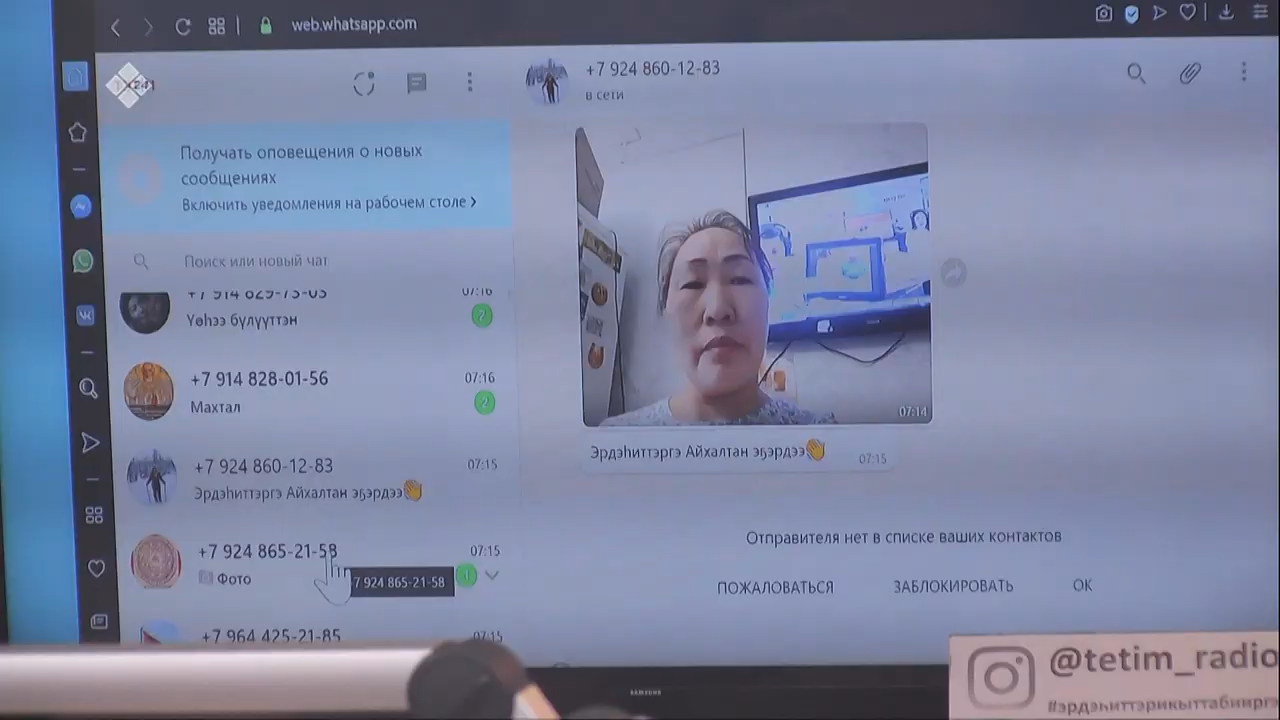 web.whatsapp.com
+7 924 860-12-83
в сети
Получать оповещения о новых
сообщениях
Включить уведомления на рабочем столе
Поиск или новый чат
07:16
Үөһээ бүлүүттэн
2
+7 914 828-01-56
07:16
Махтал
2
+7 924 860-12-83
07:15
Эрдэһиттэргэ Айхалтан эҕэрдээ👋
+7 924 865-21-58
07:15
Фото
7 924 865-21-58
1
+7 964 425-21-85
07:15
07:14
Эрдэһиттэргэ Айхалтан эҕэрдээ👋
07:15
Отправителя нет в списке ваших контактов
ПОЖАЛОВАТЬСЯ
ЗАБЛОКИРОВАТЬ
ОК
SAMSUNG
@tetim_radio